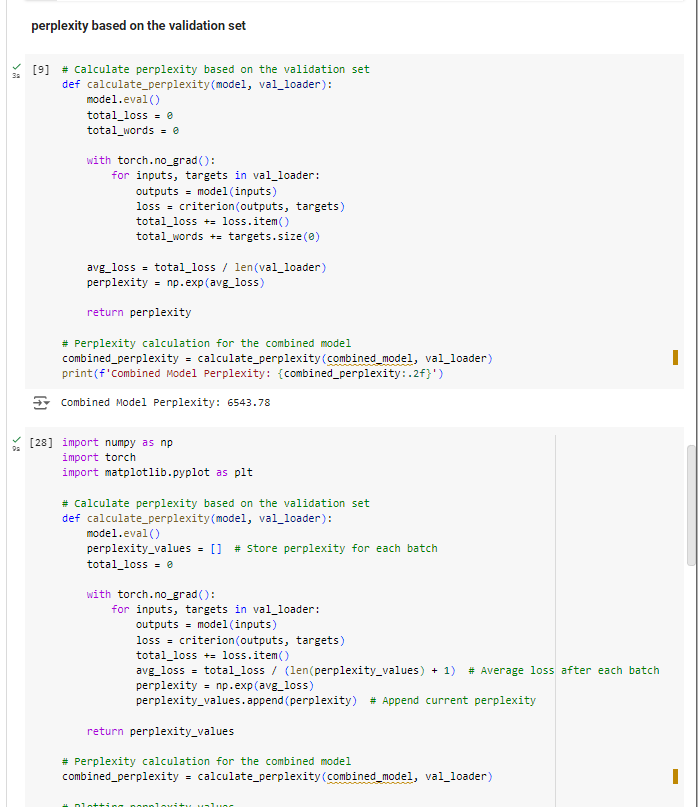 perplexity based on the validation set
[9] # Calculate perplexity based on the validation set
3s
def calculate_perplexity(model, val_loader):
    model.eval()
    total_loss = 0
    total_words = 0

    with torch.no_grad():
        for inputs, targets in val_loader:
            outputs = model(inputs)
            loss = criterion(outputs, targets)
            total_loss += loss.item()
            total_words += targets.size(0)

    avg_loss = total_loss / len(val_loader)
    perplexity = np.exp(avg_loss)

    return perplexity

# Perplexity calculation for the combined model
combined_perplexity = calculate_perplexity(combined_model, val_loader)
print(f'Combined Model Perplexity: {combined_perplexity:.2f}')
Combined Model Perplexity: 6543.78
[28] import numpy as np
9s
import torch
import matplotlib.pyplot as plt

# Calculate perplexity based on the validation set
def calculate_perplexity(model, val_loader):
    model.eval()
    perplexity_values = []  # Store perplexity for each batch
    total_loss = 0

    with torch.no_grad():
        for inputs, targets in val_loader:
            outputs = model(inputs)
            loss = criterion(outputs, targets)
            total_loss += loss.item()
            avg_loss = total_loss / (len(perplexity_values) + 1)  # Average loss after each batch
            perplexity = np.exp(avg_loss)
            perplexity_values.append(perplexity)  # Append current perplexity

    return perplexity_values

# Perplexity calculation for the combined model
combined_perplexity = calculate_perplexity(combined_model, val_loader)

# Plotting perplexity values